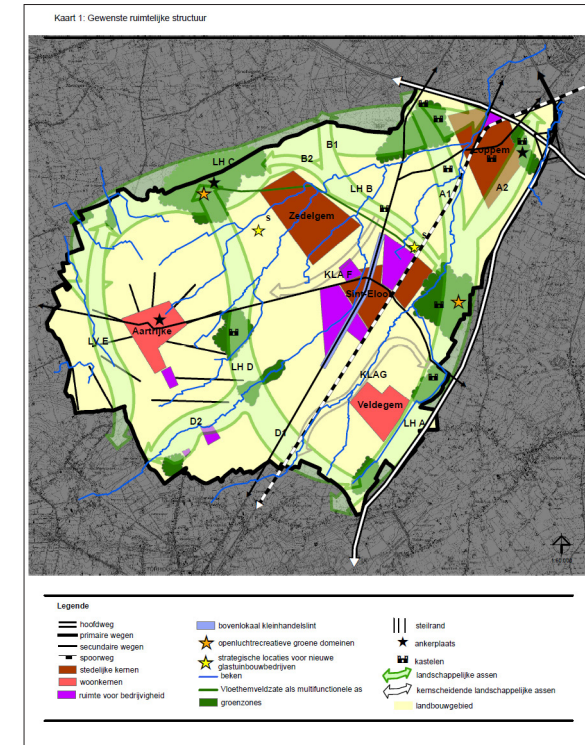 Kaart 1: Gewenste ruimtelijke structuur
Loppem
B1
LH C
B2
LH B
A1
A2
Zedelgem
S
S
KLA F
Sint-Elooi
Aartrijke
LV E
LH D
KLAG
Veldegem
LH A
D2
D1
Legende
hoofdweg
primaire wegen
secundaire wegen
spoorweg
stedelijke kernen
woonkernen
ruimte voor bedrijvigheid
bovenlokaal kleinhandelslint
openluchtrecreatieve groene domeinen
strategische locaties voor nieuwe
glastuinbouwbedrijven
beken
Vloethemveldzate als multifunctionele as
groenzones
steilrand
ankerplaats
kastelen
landschappelijke assen
kernscheidende landschappelijke assen
landbouwgebied